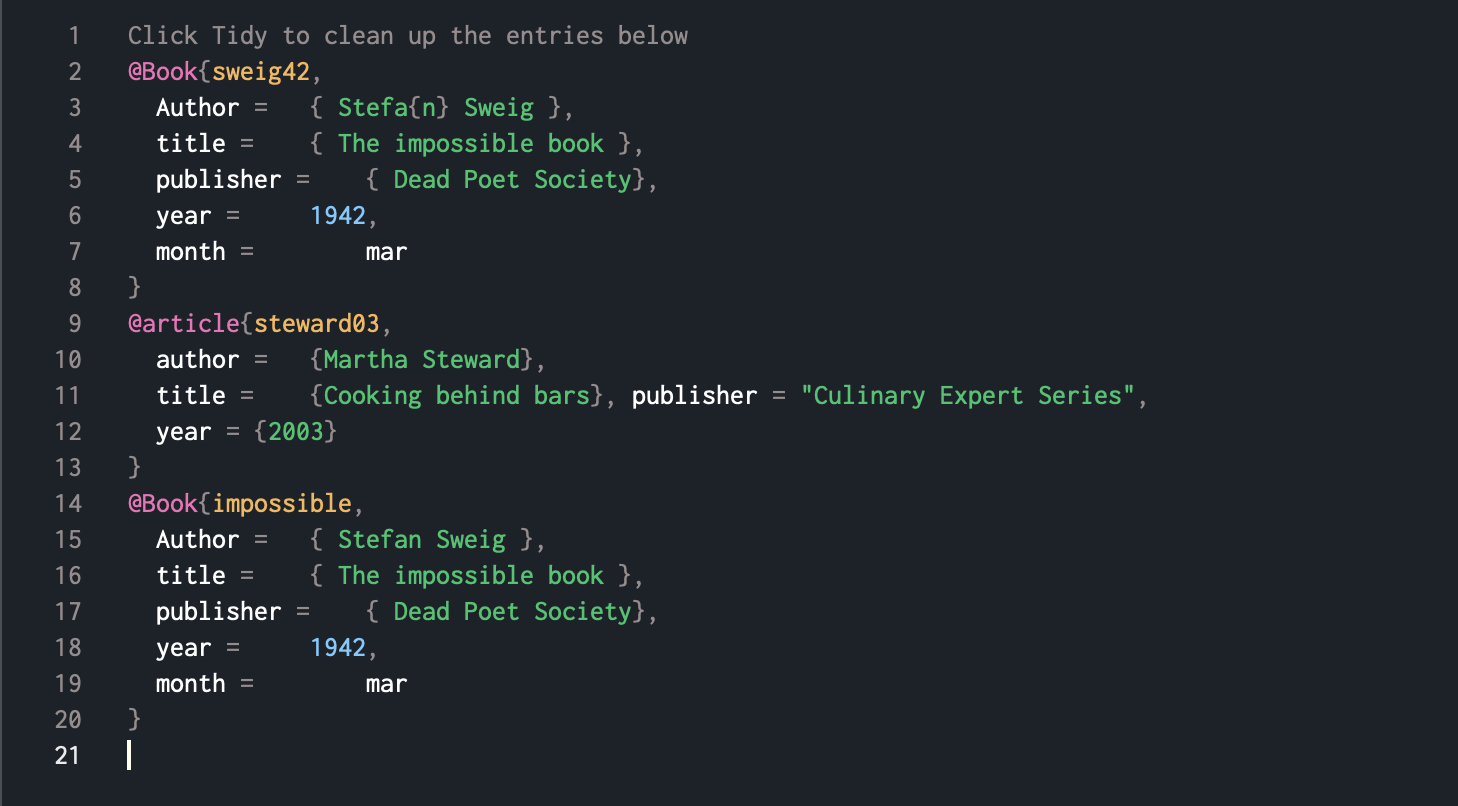 1 Click Tidy to clean up the entries below
2 @Book{sweig42,
3   Author =   { Stefa{n} Sweig },
4   title =    { The impossible book },
5   publisher =    { Dead Poet Society},
6   year =     1942,
7   month =        mar
8 }
9 @article{steward03,
10   author =   {Martha Steward},
11   title =    {Cooking behind bars}, publisher = "Culinary Expert Series",
12   year = {2003}
13 }
14 @Book{impossible,
15   Author =   { Stefan Sweig },
16   title =    { The impossible book },
17   publisher =    { Dead Poet Society},
18   year =     1942,
19   month =        mar
20 }
21